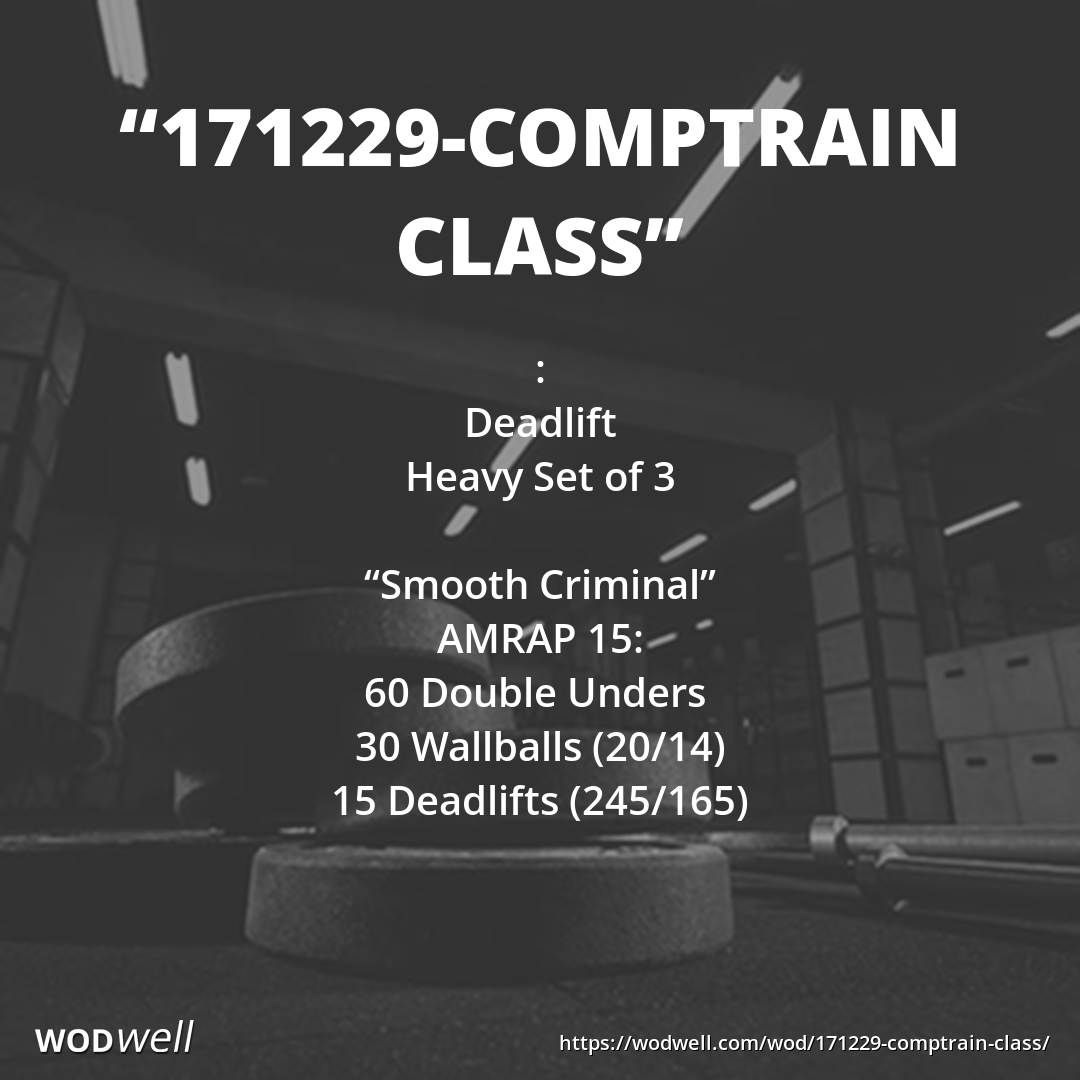 “171229-COMPTRAIN
CLASS”
:
Deadlift
Heavy Set of 3
“Smooth Criminal”
AMRAP 15:
60 Double Unders
30 Wallballs (20/14)
15 Deadlifts (245/165)
WODwell
https://wodwell.com/wod/171229-comptrain-class/